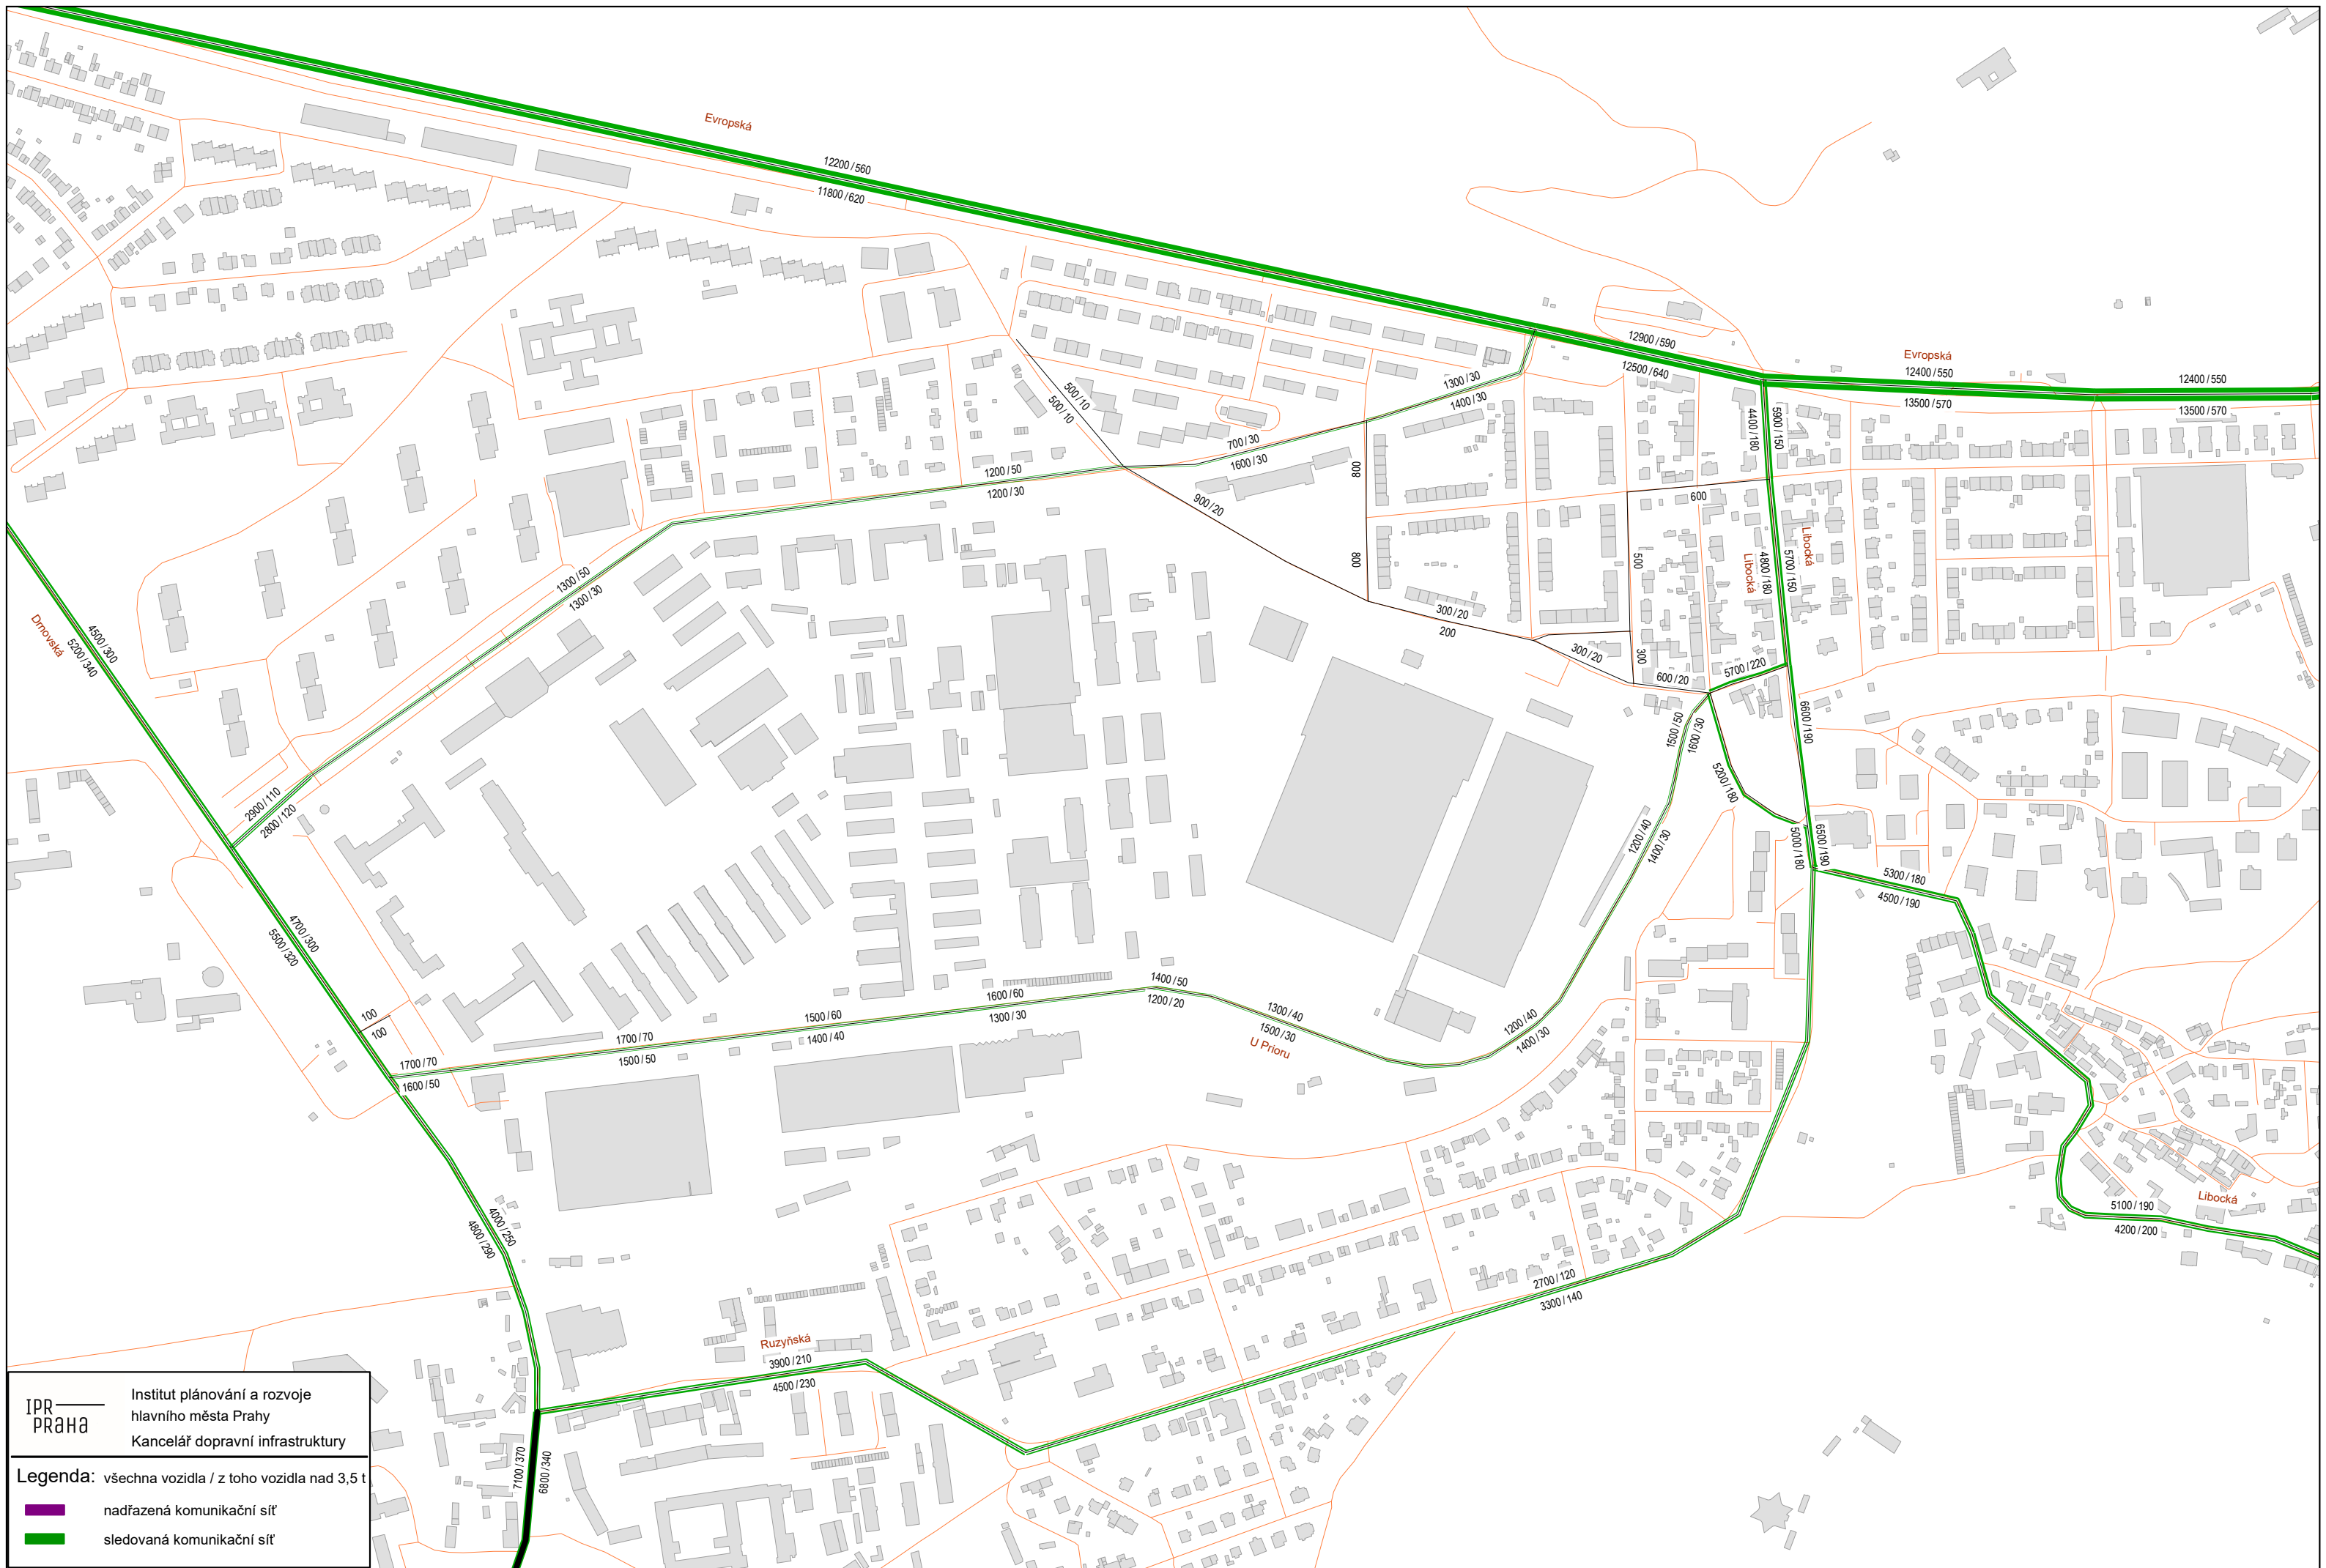 Evropská
12200 / 560
11800 / 620
12900 / 590
12500 / 640
Evropská
12400 / 550
12400 / 550
13500 / 570
13500 / 570
1300 / 30
1400 / 30
500 / 10
500 / 10
700 / 30
1600 / 30
1200 / 50
1200 / 30
900 / 20
800
800
4400 / 180
5900 / 150
600
500
300
Libocká
Libocká
4800 / 180
5700 / 150
1300 / 50
1300 / 30
Drnovská
4500 / 300
5200 / 340
300 / 20
200
300 / 20
600 / 20
5700 / 220
6600 / 190
1500 / 50
1600 / 30
5200 / 180
2900 / 110
2800 / 120
1200 / 40
1400 / 30
5000 / 180
6500 / 190
5300 / 180
4500 / 190
4700 / 300
5500 / 320
100
100
1700 / 70
1600 / 50
1700 / 70
1500 / 50
1500 / 60
1400 / 40
1600 / 60
1300 / 30
1400 / 50
1200 / 20
1300 / 40
1500 / 30
U Prioru
1200 / 40
1400 / 30
4000 / 250
4800 / 290
Libocká
5100 / 190
4200 / 200
2700 / 120
3300 / 140
Ruzyňská
3900 / 210
4500 / 230
7100 / 370
6800 / 340
IPR
PRAHA
Institut plánování a rozvoje
hlavního města Prahy
Kancelář dopravní infrastruktury
Legenda: všechna vozidla / z toho vozidla nad 3,5 t
nadřazená komunikační síť
sledovaná komunikační síť